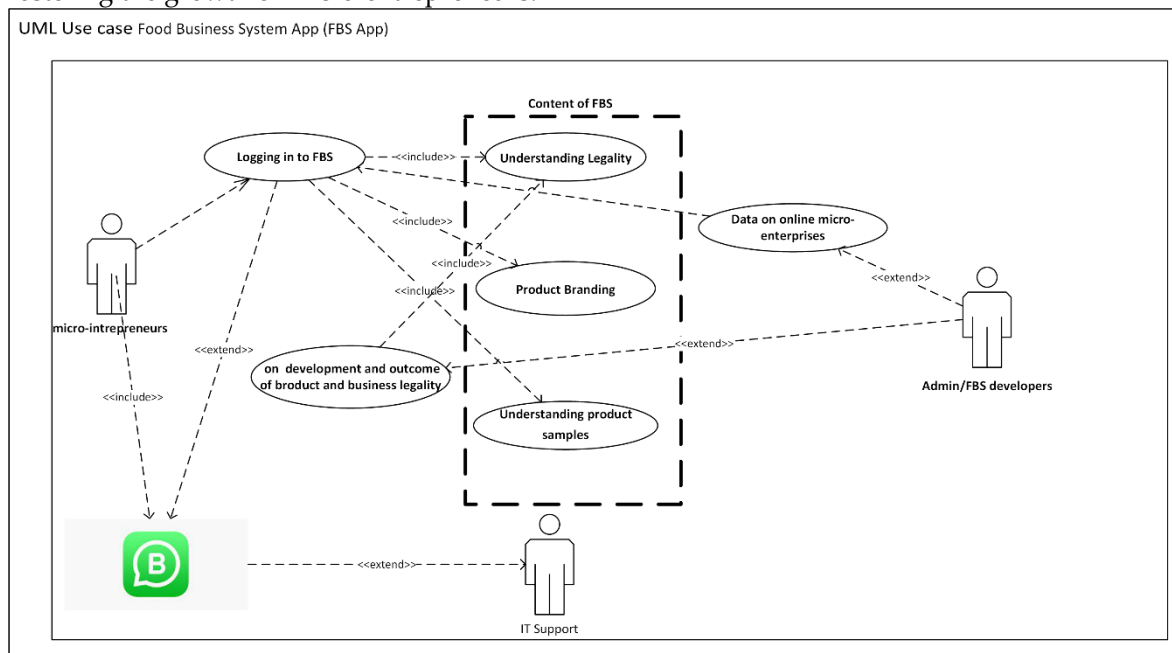 UML Use case Food Business System App (FBS App)
Content of FBS
Logging in to FBS
<<include>>
Understanding Legality
<<include>>
Data on online micro-
enterprises
<<include>>
<<extend>>
<<include>>
Product Branding
micro-intrepreneurs
<<extend>>
<<extend>>
on development and outcome
of broduct and business legality
Admin/FBS developers
<<include>>
Understanding product
samples
B
<<extend>>
IT Support